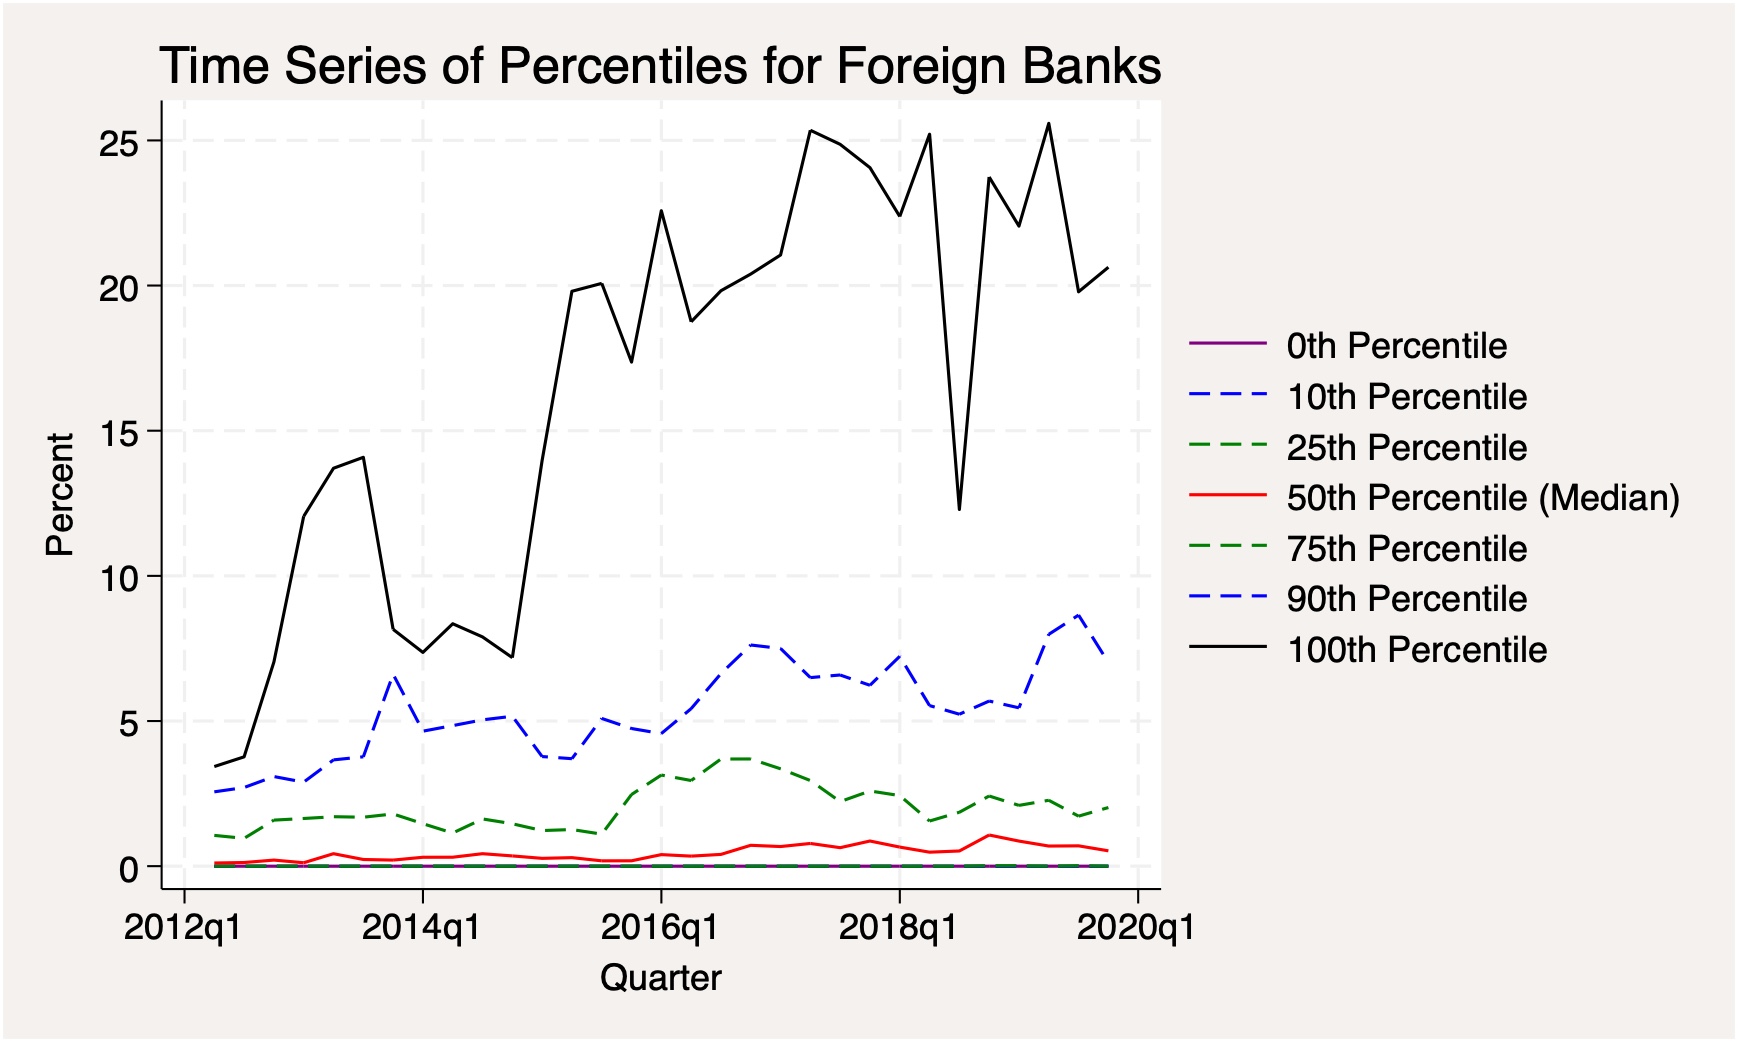 Time Series of Percentiles for Foreign Banks
Percent
25
20
15
10
5
0
2012q1 2014q1 2016q1 2018q1 2020q1
Quarter
0th Percentile
10th Percentile
25th Percentile
50th Percentile (Median)
75th Percentile
90th Percentile
100th Percentile